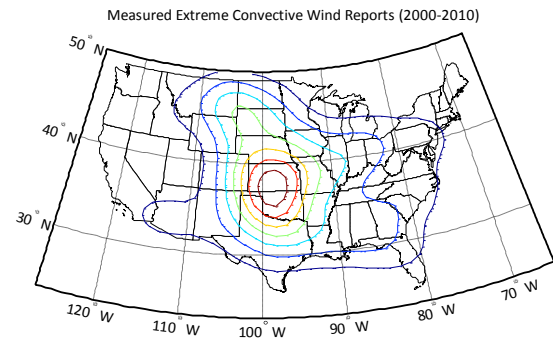 Measured Extreme Convective Wind Reports (2000-2010)
50° N
40° N
30° N
120° W
110° W
100° W
90° W
80° W
70° W